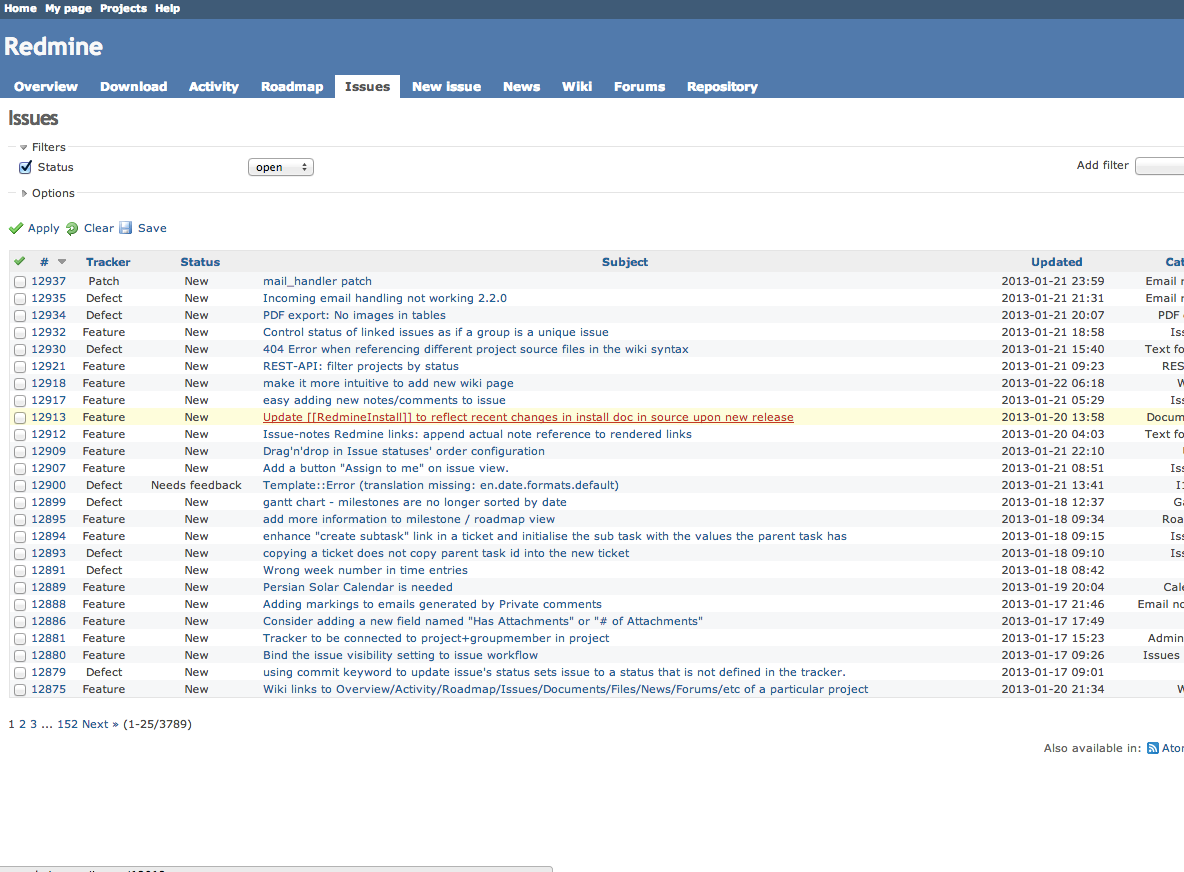 Home My page Projects Help
Redmine
Overview Download Activity Roadmap Issues New issue News Wiki Forums Repository
Issues
Filters
Status open Add filter
Options
Apply Clear Save
# Tracker Status Subject Updated Cat
12937 Patch New mail_handler patch 2013-01-21 23:59 Email
12935 Defect New Incoming email handling not working 2.2.0 2013-01-21 21:31 Email
12934 Defect New PDF export: No images in tables 2013-01-21 20:07 PDF
12932 Feature New Control status of linked issues as if a group is a unique issue 2013-01-21 18:58 Iss
12930 Defect New 404 Error when referencing different project source files in the wiki syntax 2013-01-21 15:40 Text fo
12921 Feature New REST-API: filter projects by status 2013-01-21 09:23 RES
12918 Feature New make it more intuitive to add new wiki page 2013-01-22 06:18 W
12917 Feature New easy adding new notes/comments to issue 2013-01-21 05:29 Iss
12913 Feature New Update [[RedmineInstall]] to reflect recent changes in install doc in source upon new release 2013-01-20 13:58 Docum
12912 Feature New Issue-notes Redmine links: append actual note reference to rendered links 2013-01-20 04:03 Text fo
12909 Feature New Drag'n'drop in Issue statuses' order configuration 2013-01-21 22:10
12907 Feature New Add a button "Assign to me" on issue view. 2013-01-21 08:51 Iss
12900 Defect Needs feedback Template::Error (translation missing: en.date.formats.default) 2013-01-21 13:41 I1
12899 Defect New gantt chart - milestones are no longer sorted by date 2013-01-18 12:37 Ga
12895 Feature New add more information to milestone / roadmap view 2013-01-18 09:34 Roa
12894 Feature New enhance "create subtask" link in a ticket and initialise the sub task with the values the parent task has 2013-01-18 09:15 Iss
12893 Defect New copying a ticket does not copy parent task id into the new ticket 2013-01-18 09:10 Iss
12891 Defect New Wrong week number in time entries 2013-01-18 08:42
12889 Feature New Persian Solar Calendar is needed 2013-01-19 20:04 Cale
12888 Feature New Adding markings to emails generated by Private comments 2013-01-17 21:46 Email no
12886 Feature New Consider adding a new field named "Has Attachments" or "# of Attachments" 2013-01-17 17:49
12881 Feature New Tracker to be connected to project+groupmember in project 2013-01-17 15:23 Admin
12880 Feature New Bind the issue visibility setting to issue workflow 2013-01-17 09:26 Issues
12879 Defect New using commit keyword to update issue's status sets issue to a status that is not defined in the tracker. 2013-01-17 09:01
12875 Feature New Wiki links to Overview/Activity/Roadmap/Issues/Documents/Files/News/Forums/etc of a particular project 2013-01-20 21:34 W
1 2 3 ... 152 Next » (1-25/3789)
Also available in: Ato